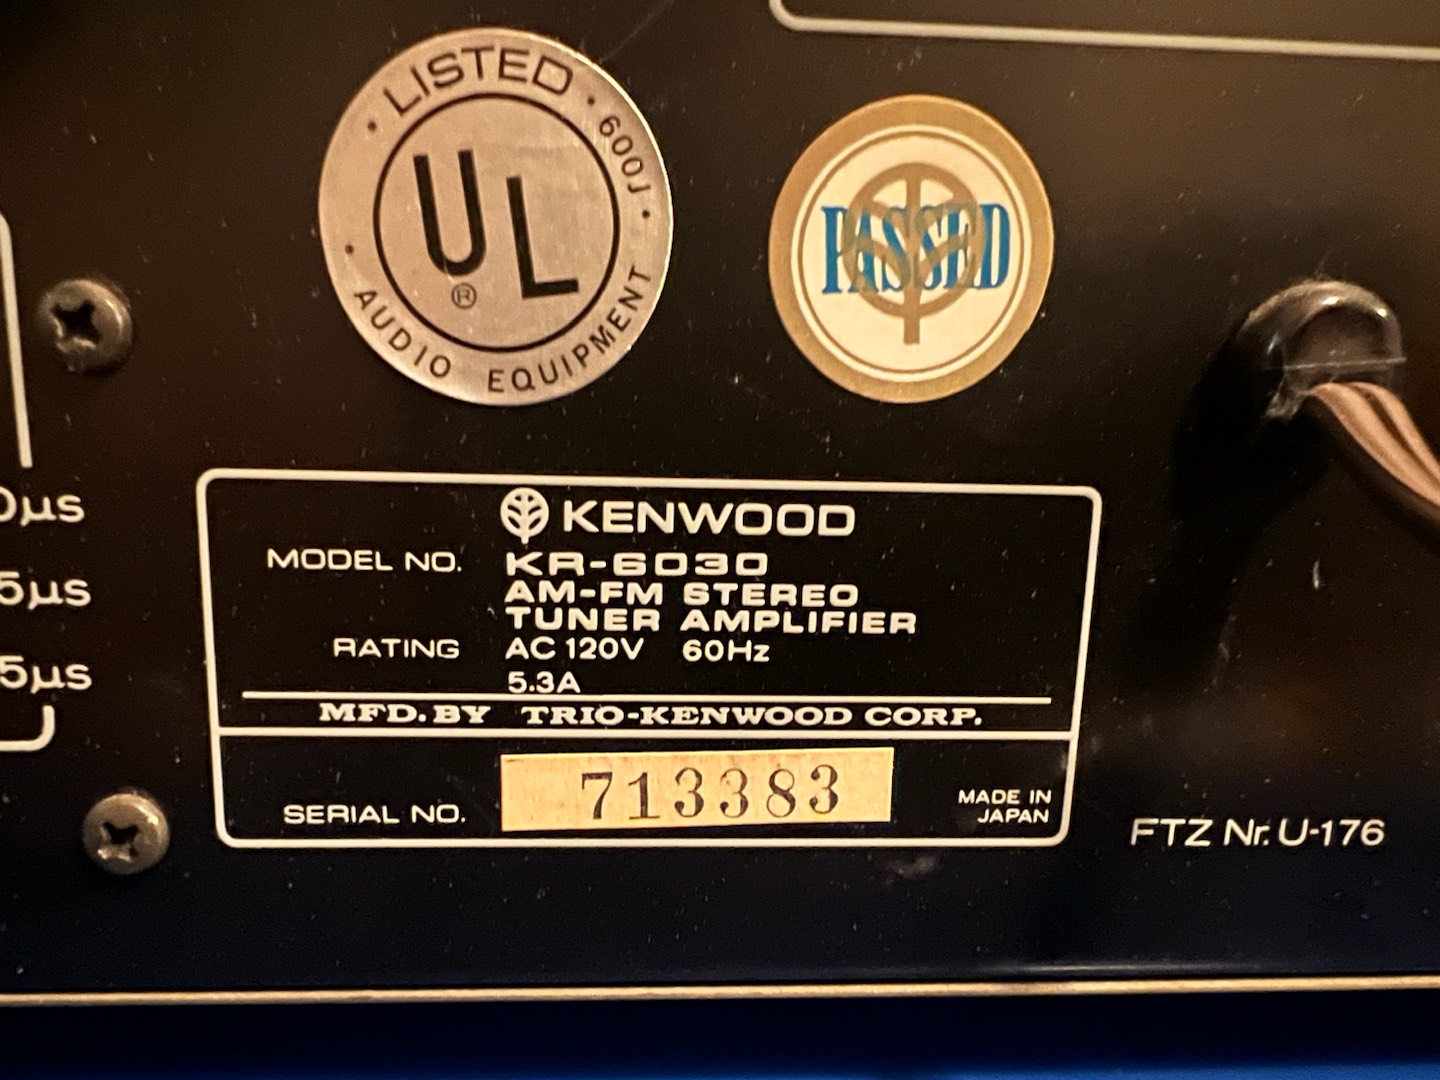 LISTED
600J
UL
®
AUDIO EQUIPMENT
PASSED
0µs
5µs
5µs
KENWOOD
MODEL NO. KR-6030
AM-FM STEREO
TUNER AMPLIFIER
RATING AC 120V 60Hz
5.3A
MFD. BY TRIO-KENWOOD CORP.
SERIAL NO. 713383
MADE IN
JAPAN
FTZ Nr. U-176